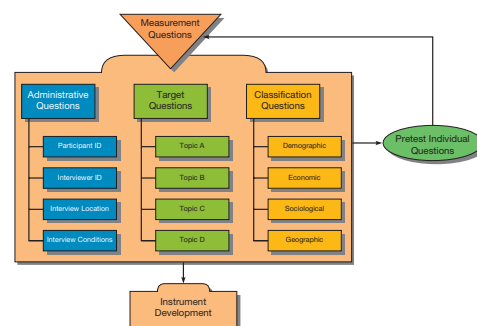 Measurement
Questions
Administrative
Questions
Target
Questions
Classification
Questions
Participant ID
Topic A
Demographic
Interviewer ID
Topic B
Economic
Interview Location
Topic C
Sociological
Interview Conditions
Topic D
Geographic
Pretest Individual
Questions
Instrument
Development